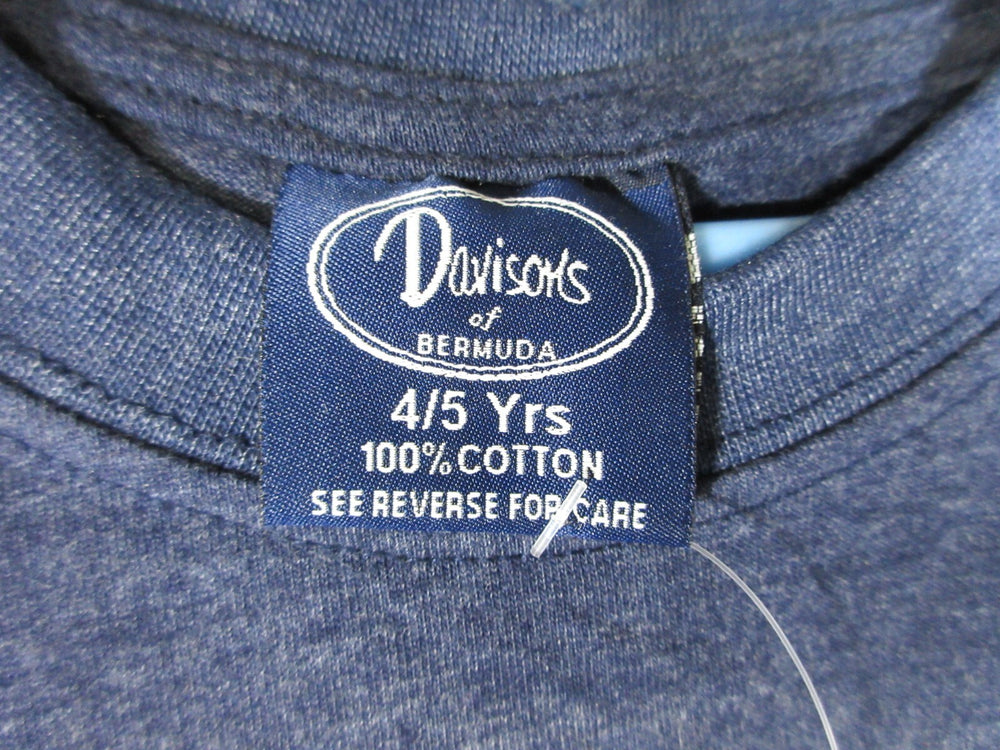 Davisons
of
BERMUDA
4/5 Yrs
100% COTTON
SEE REVERSE FOR CARE